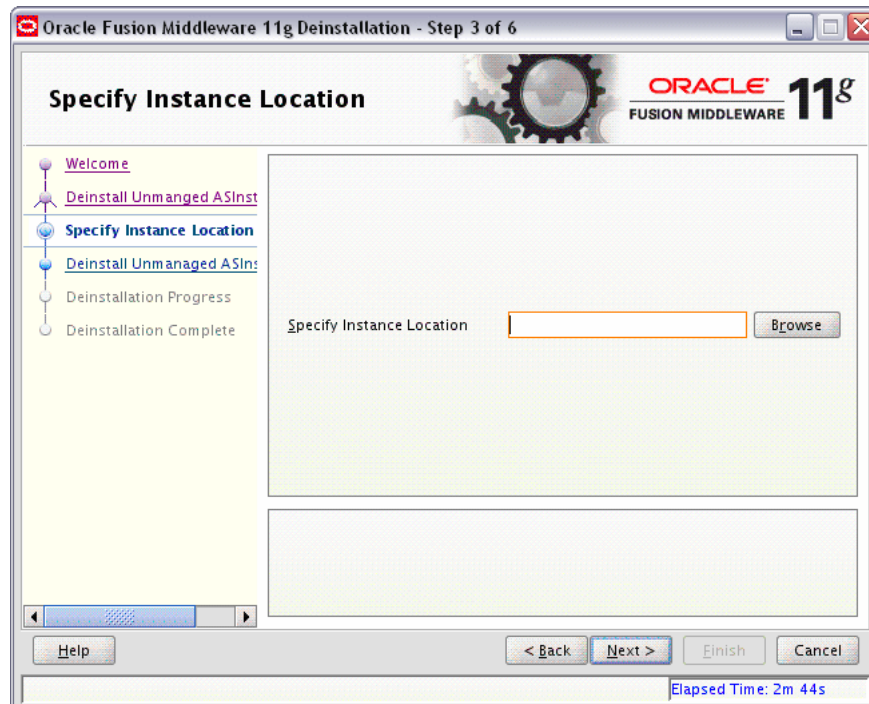 Oracle Fusion Middleware 11g Deinstallation - Step 3 of 6
Specify Instance Location
ORACLE
FUSION MIDDLEWARE
11g
Welcome
Deinstall Unmanged ASInst
Specify Instance Location
Deinstall Unmanaged ASIns
Deinstallation Progress
Deinstallation Complete
Specify Instance Location
Browse
Help
< Back
Next >
Finish
Cancel
Elapsed Time: 2m 44s